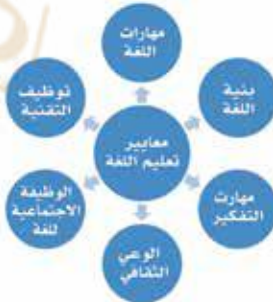 مهارات
اللغة
بنية
اللغة
توظيف
التقنية
معايير
تعليم اللغة
مهارت
التفكير
الوظيفة
الاجتماعية
للغة
الوعي
الثقافي